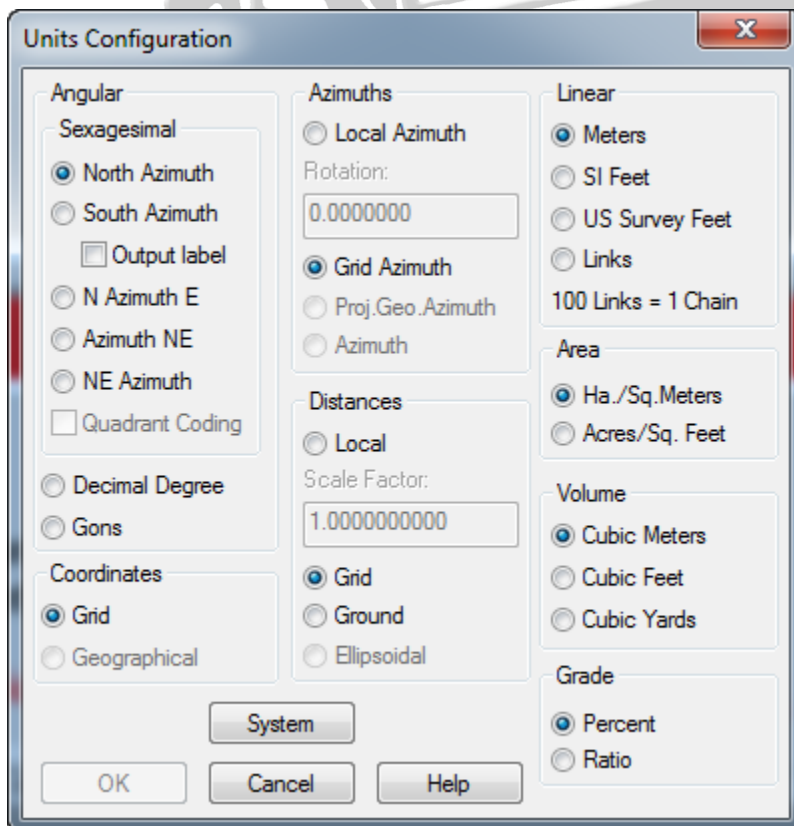 Units Configuration
Angular
Sexagesimal
North Azimuth
South Azimuth
Output label
N Azimuth E
Azimuth NE
NE Azimuth
Quadrant Coding
Decimal Degree
Gons
Coordinates
Grid
Geographical
Azimuths
Local Azimuth
Rotation:
0.0000000
Grid Azimuth
Proj.Geo.Azimuth
Azimuth
Distances
Local
Scale Factor:
1.0000000000
Grid
Ground
Ellipsoidal
Linear
Meters
SI Feet
US Survey Feet
Links
100 Links = 1 Chain
Area
Ha./Sq.Meters
Acres/Sq. Feet
Volume
Cubic Meters
Cubic Feet
Cubic Yards
Grade
Percent
Ratio
System
OK
Cancel
Help